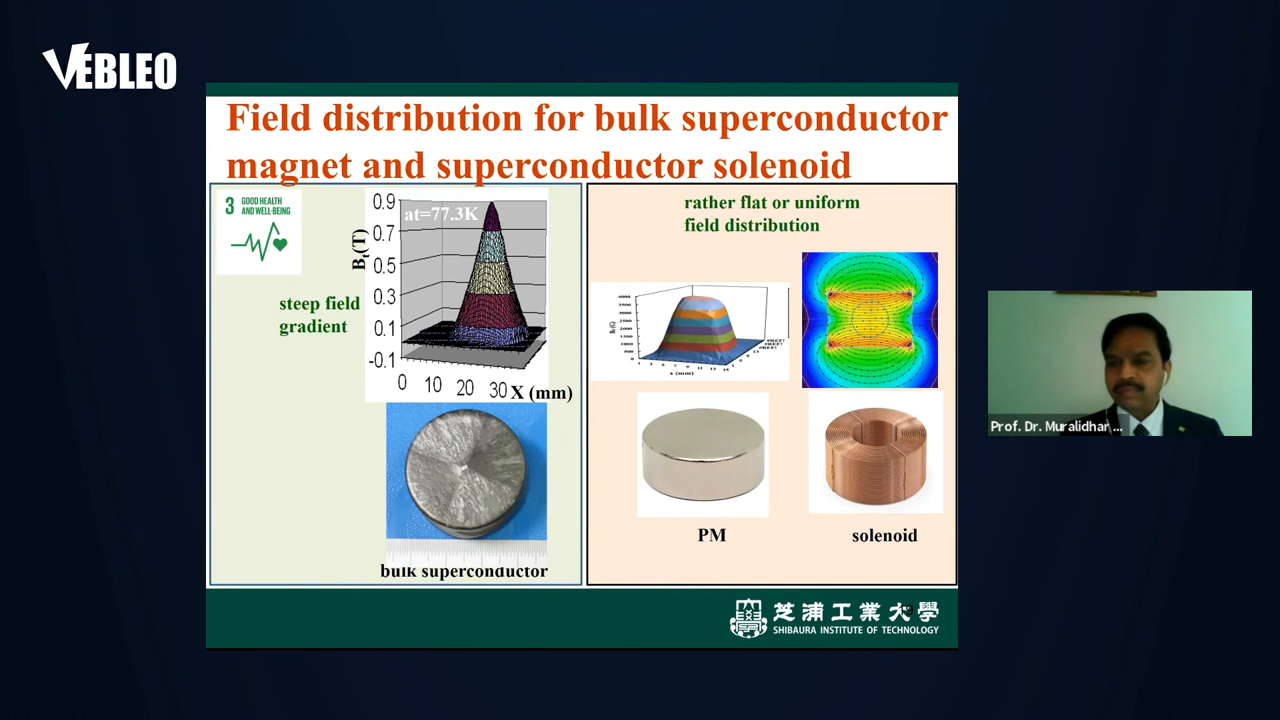 VEBLEO
Field distribution for bulk superconductor
magnet and superconductor solenoid
3 GOOD HEALTH
AND WELL-BEING
at=77.3K
Bt(T)
0.9
0.7
0.5
0.3
0.1
-0.1
0 10 20 30 X (mm)
steep field
gradient
bulk superconductor
rather flat or uniform
field distribution
x (mm)
PM
solenoid
芝浦工業大學
SHIBAURA INSTITUTE OF TECHNOLOGY
Prof. Dr. Muralidhar ...